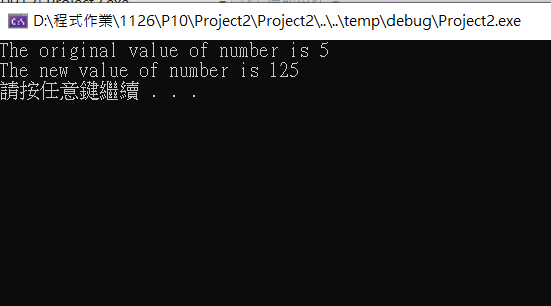 D:\程式作業\1126\P10\Project2\Project2\..\..\temp\debug\Project2.exe
The original value of number is 5
The new value of number is 125
請按任意鍵繼續 . . .